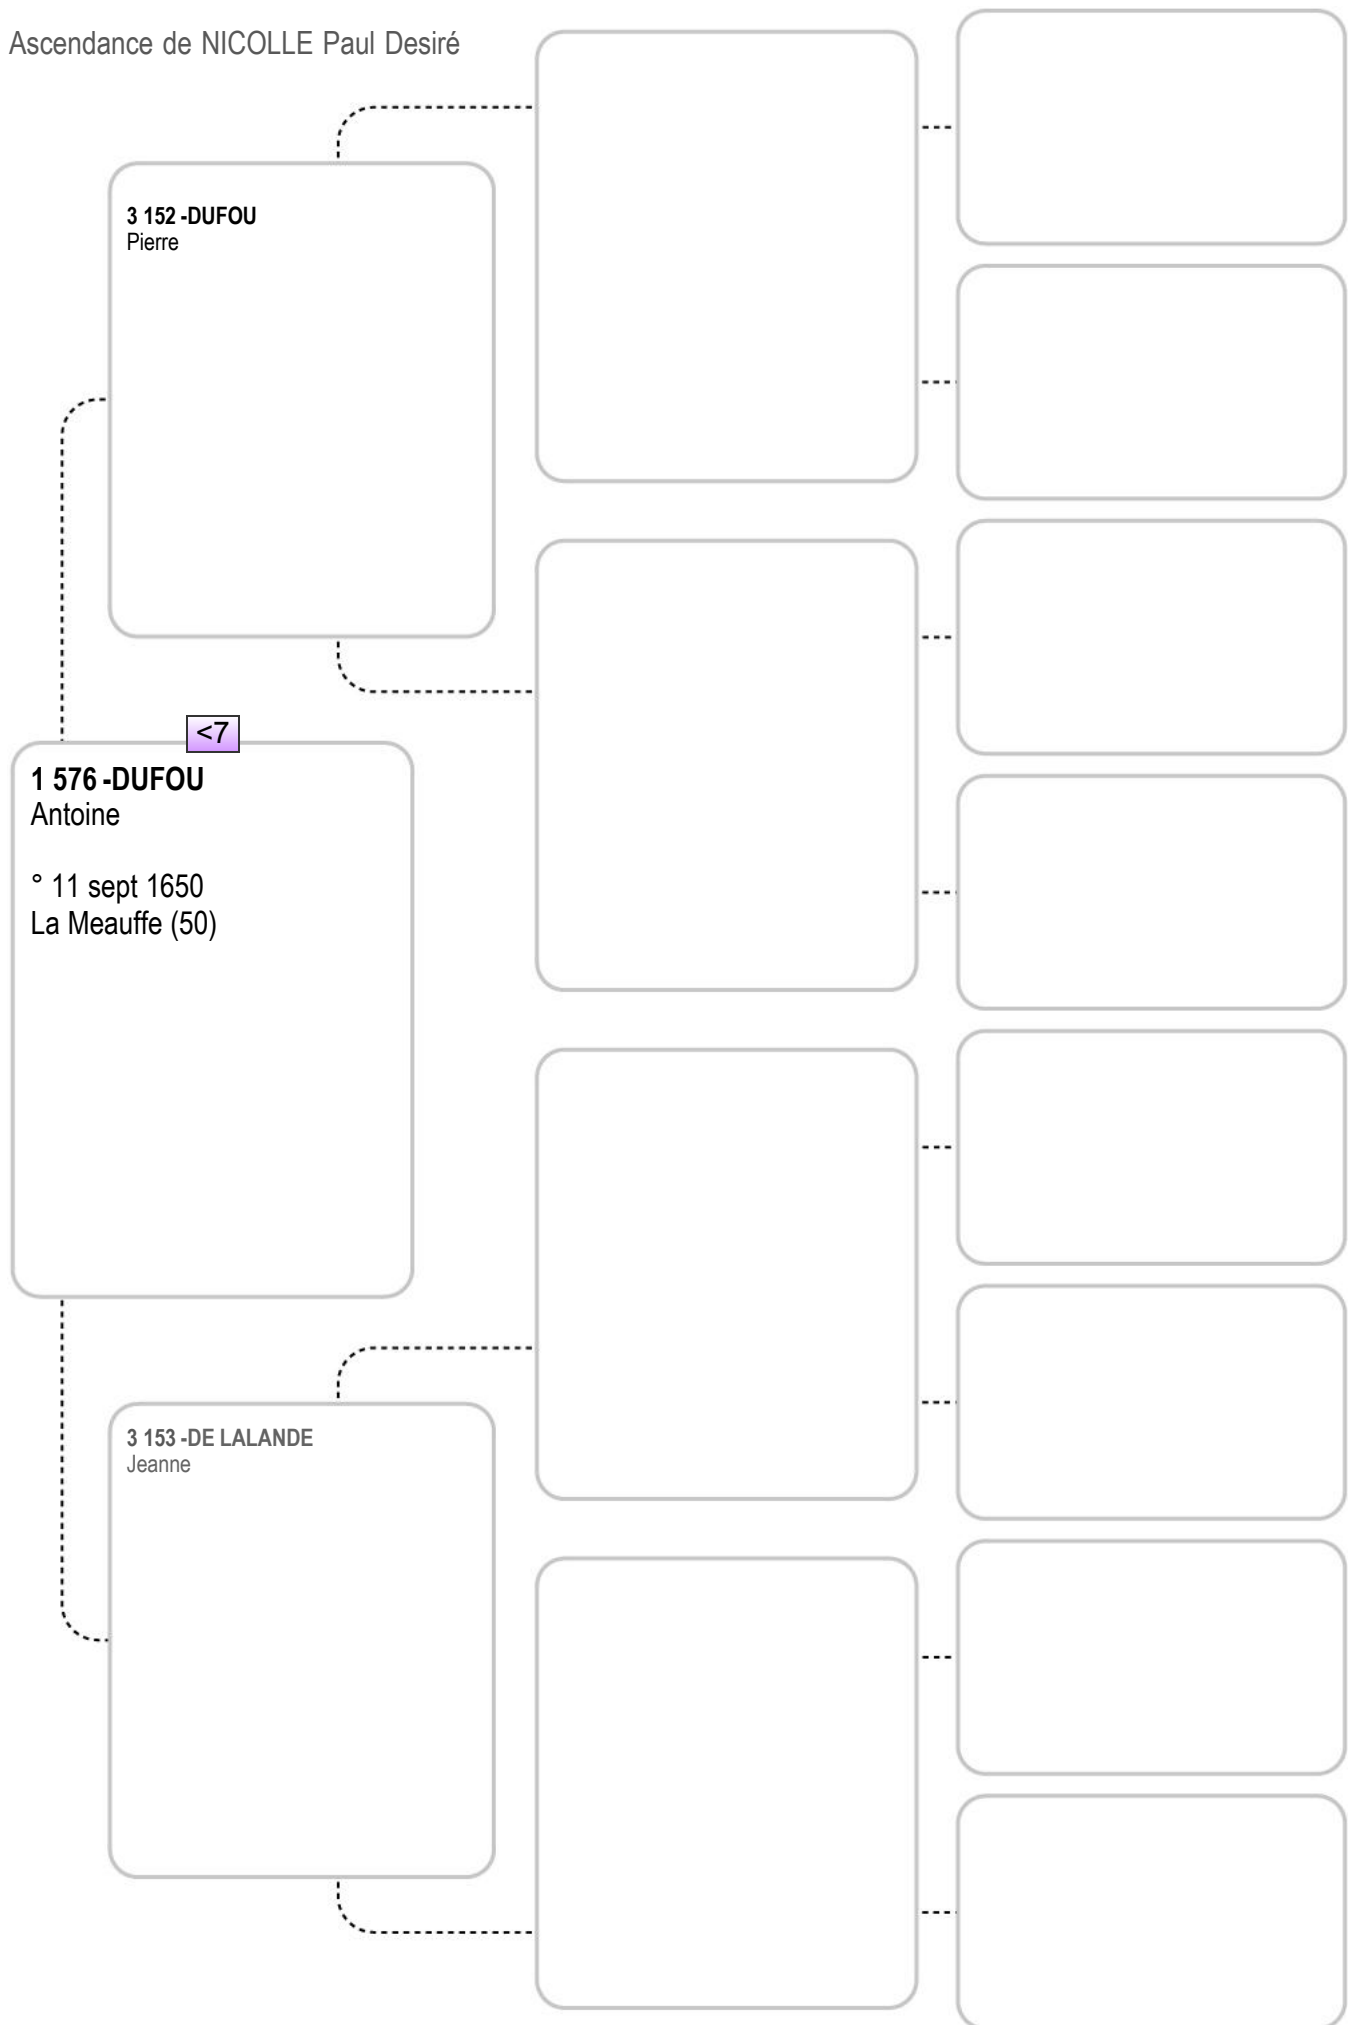 Ascendance de NICOLLE Paul Desiré
3 152 -DUFOU
Pierre
<7
1 576 -DUFOU
Antoine
° 11 sept 1650
La Meauffe (50)
3 153 -DE LALANDE
Jeanne